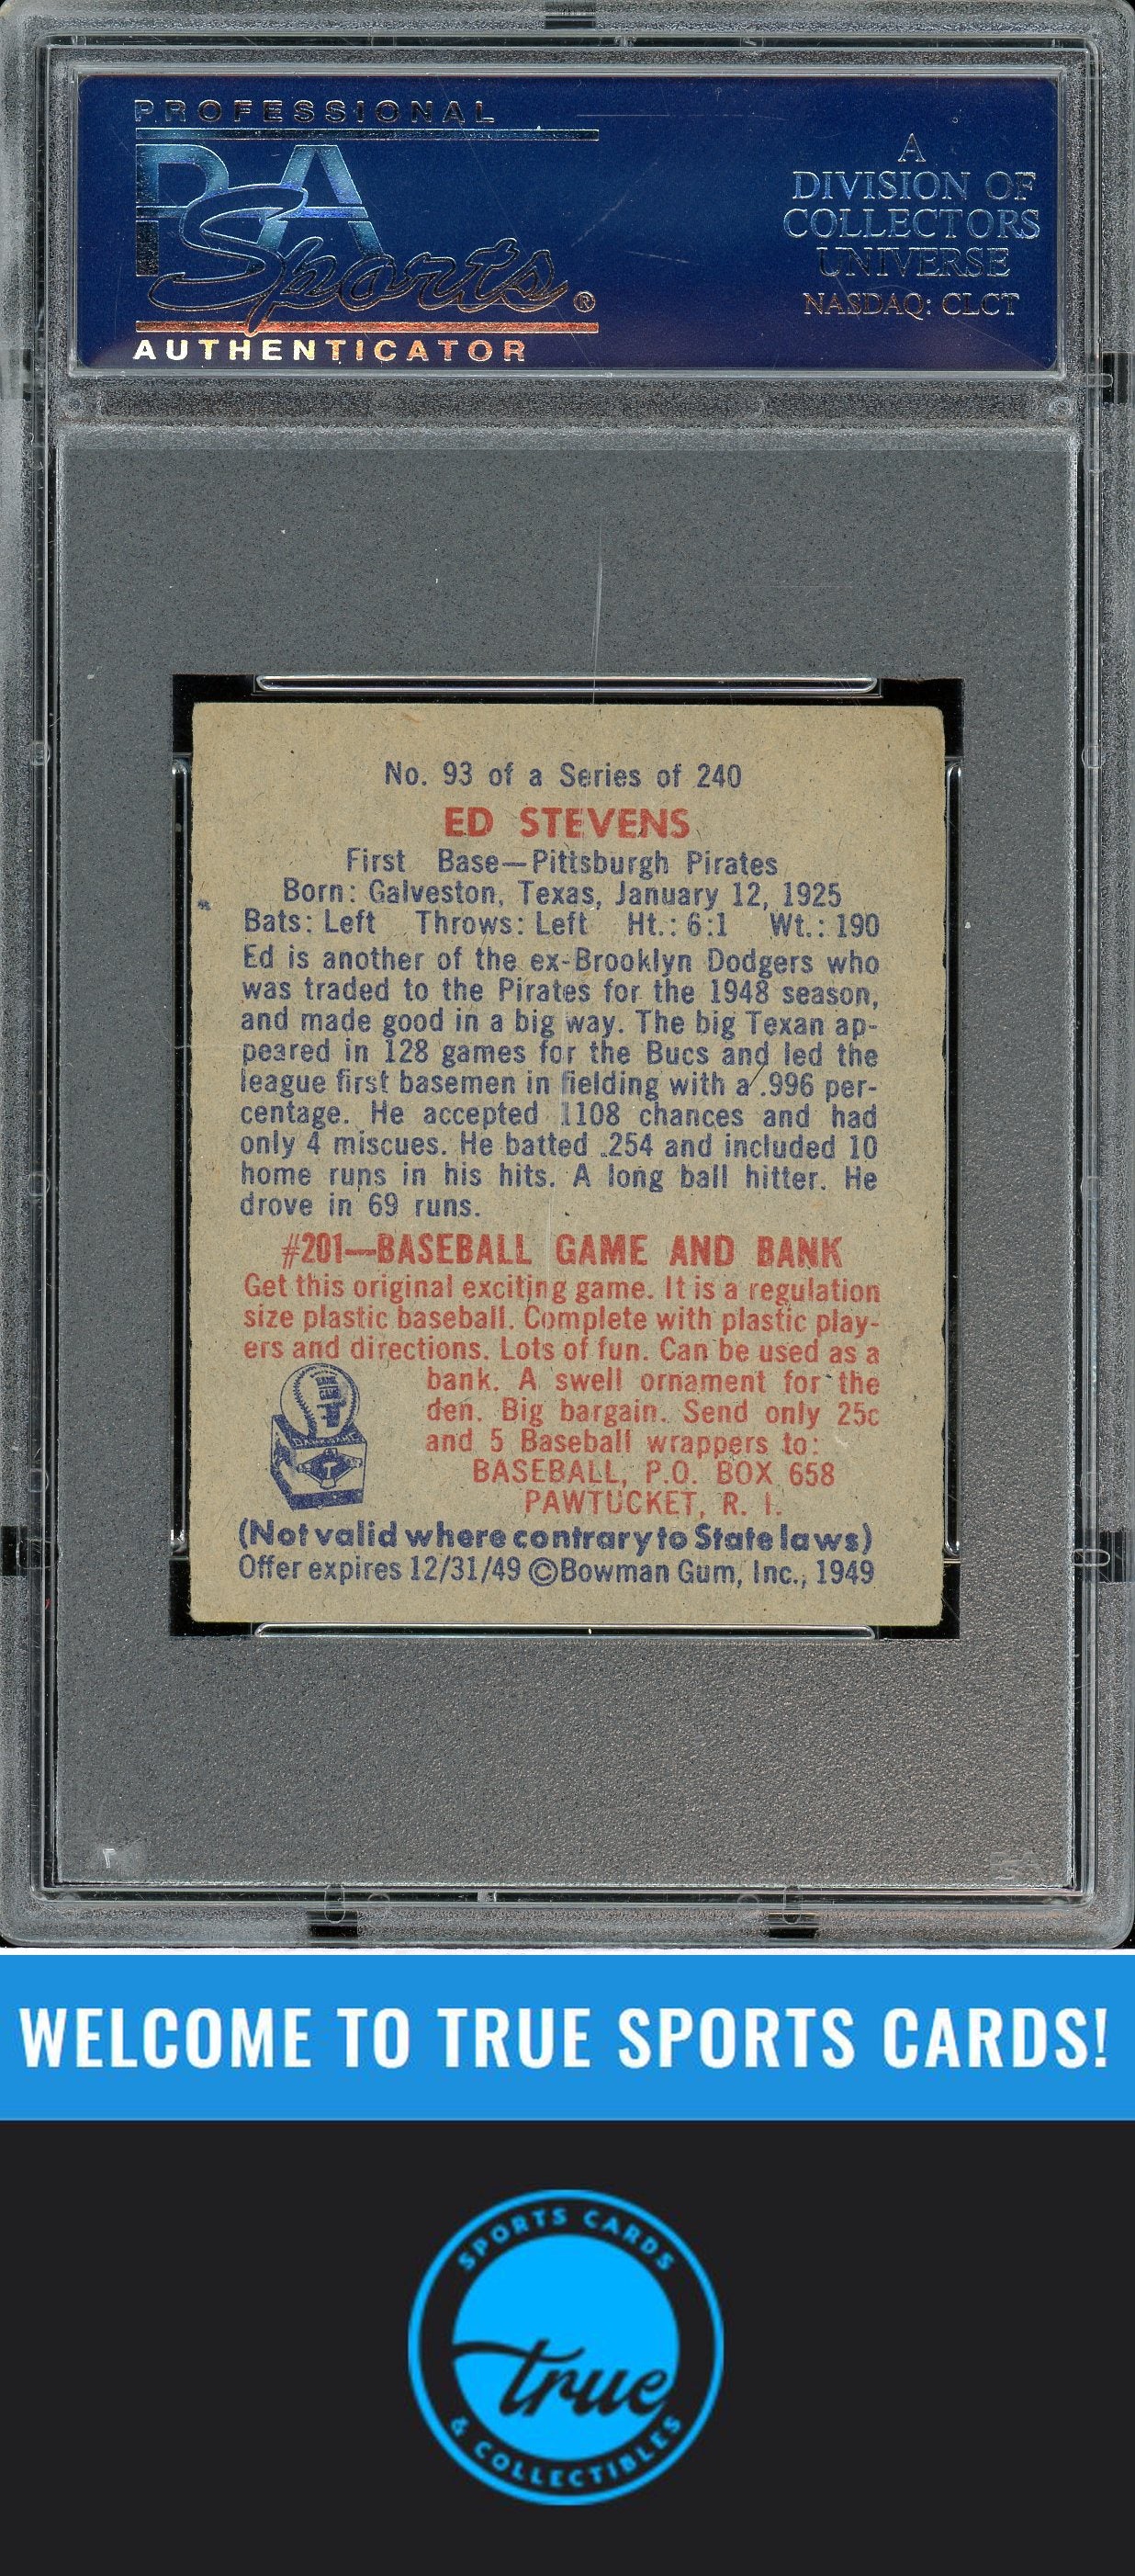 PROFESSIONAL
PSA
Sports®
AUTHENTICATOR
A
DIVISION OF
COLLECTORS
UNIVERSE
NASDAQ: CLCT
No. 93 of a Series of 240
ED STEVENS
First Base—Pittsburgh Pirates
Born: Galveston, Texas, January 12, 1925
Bats: Left Throws: Left Ht.: 6:1 Wt.: 190
Ed is another of the ex-Brooklyn Dodgers who
was traded to the Pirates for the 1948 season,
and made good in a big way. The big Texan ap-
peared in 128 games for the Bucs and led the
league first basemen in fielding with a .996 per-
centage. He accepted 1108 chances and had
only 4 miscues. He batted .254 and included 10
home runs in his hits. A long ball hitter. He
drove in 69 runs.
#201—BASEBALL GAME AND BANK
Get this original exciting game. It is a regulation
size plastic baseball. Complete with plastic play-
ers and directions. Lots of fun. Can be used as a
bank. A swell ornament for the
den. Big bargain. Send only 25c
and 5 Baseball wrappers to:
BASEBALL, P.O. BOX 658
PAWTUCKET, R. I.
(Not valid where contrary to State laws)
Offer expires 12/31/49 ©Bowman Gum, Inc., 1949
WELCOME TO TRUE SPORTS CARDS!
SPORTS CARDS
true
& COLLECTIBLES